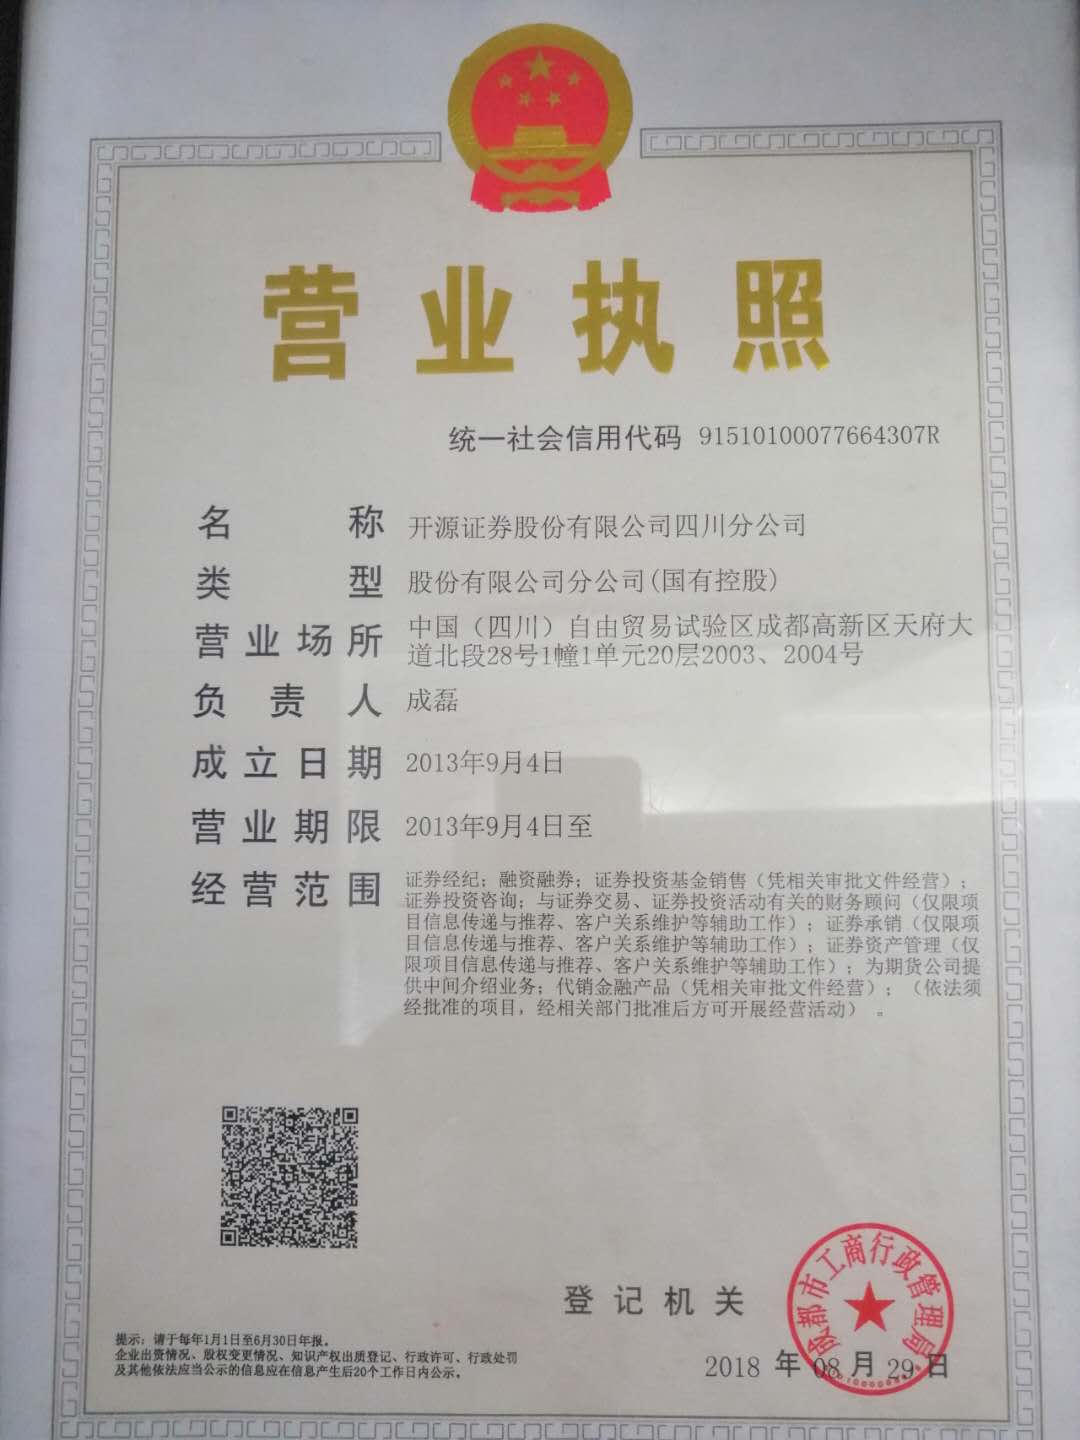 营业执照
统一社会信用代码 91510100077664307R
名称 开源证券股份有限公司四川分公司
类型 股份有限公司分公司(国有控股)
营业场所 中国（四川）自由贸易试验区成都高新区天府大
道北段28号1幢1单元20层2003、2004号
负责人 成磊
成立日期 2013年9月4日
营业期限 2013年9月4日至
经营范围 证券经纪；融资融券；证券投资基金销售（凭相关审批文件经营）；
证券投资咨询；与证券交易、证券投资活动有关的财务顾问（仅限项
目信息传递与推荐、客户关系维护等辅助工作）；证券承销（仅限项
目信息传递与推荐、客户关系维护等辅助工作）；证券资产管理（仅
限项目信息传递与推荐、客户关系维护等辅助工作）；为期货公司提
供中间介绍业务；代销金融产品（凭相关审批文件经营）；（依法须
经批准的项目，经相关部门批准后方可开展经营活动）。
成都市工商行政管理局
登记机关
2018年08月29日
提示：请于每年1月1日至6月30日年报。
企业出资情况、股权变更情况、知识产权出质登记、行政许可、行政处罚
及其他依法应当公示的信息应在信息产生后20个工作日内公示。